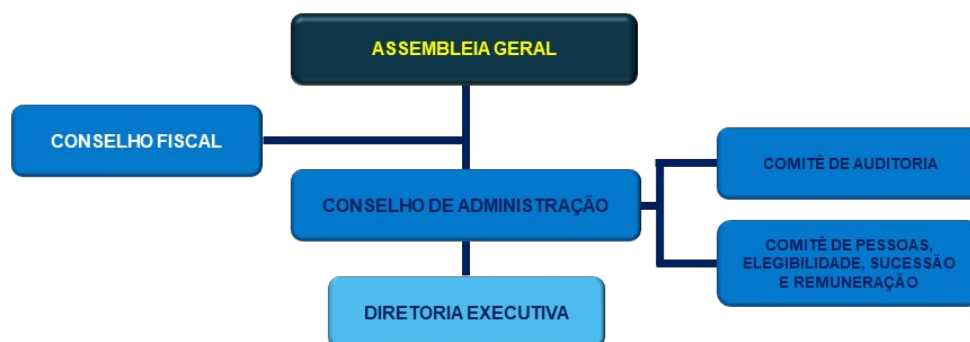 ASSEMBLEIA GERAL
CONSELHO FISCAL
CONSELHO DE ADMINISTRAÇÃO
COMITÊ DE AUDITORIA
COMITÊ DE PESSOAS,
ELEGIBILIDADE, SUCESSÃO
E REMUNERAÇÃO
DIRETORIA EXECUTIVA